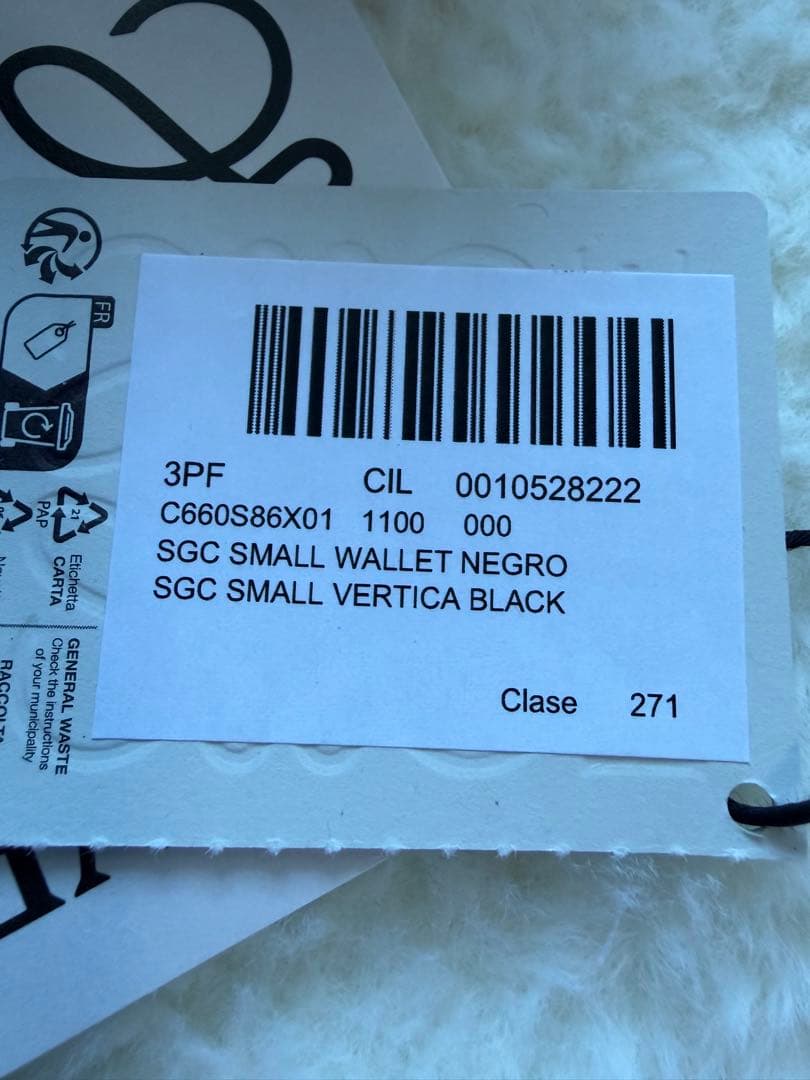 3PF CIL 0010528222
C660S86X01 1100 000
SGC SMALL WALLET NEGRO
SGC SMALL VERTICA BLACK
Clase 271
FR
21
PAP
Etichetta
CARTA
GENERAL WASTE
Check the instructions
of your municipality